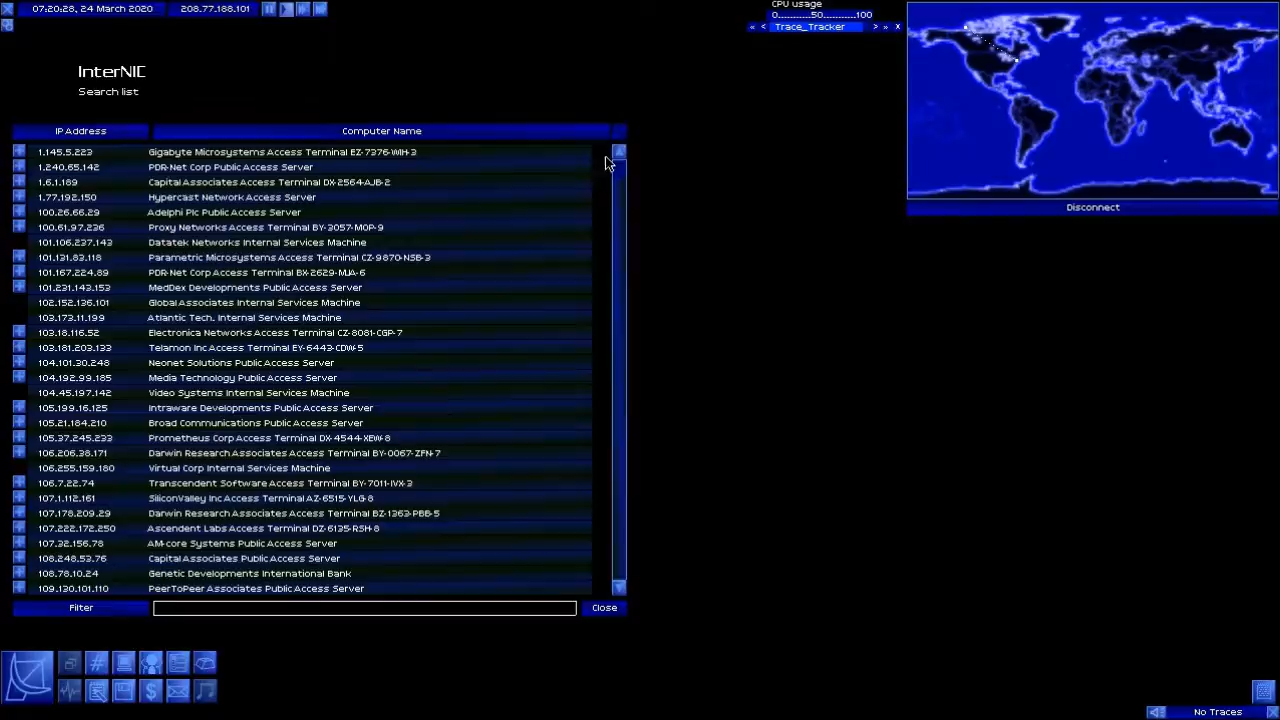 07:20:28, 24 March 2020
208.77.188.101
CPU usage
0..........50..........100
« < Trace_Tracker > » x
InterNIC
Search list
IP Address
Computer Name
1.145.5.223 Gigabyte Microsystems Access Terminal EZ-7376-WIH-3
1.240.65.142 PDR-Net Corp Public Access Server
1.6.1.189 Capital Associates Access Terminal DX-2564-AJB-2
1.77.192.150 Hypercast Network Access Server
100.26.66.29 Adelphi Plc Public Access Server
100.61.97.236 Proxy Networks Access Terminal BY-3057-MOP-9
101.106.237.143 Datatek Networks Internal Services Machine
101.131.83.118 Parametric Microsystems Access Terminal CZ-9870-NSB-3
101.167.224.89 PDR-Net Corp Access Terminal BX-2629-MJA-6
101.231.143.153 MedDex Developments Public Access Server
102.152.136.101 Global Associates Internal Services Machine
103.173.11.199 Atlantic Tech. Internal Services Machine
103.18.116.52 Electronica Networks Access Terminal CZ-8081-CGP-7
103.181.203.133 Telamon Inc Access Terminal EY-6443-CDW-5
104.101.30.248 Neonet Solutions Public Access Server
104.192.99.185 Media Technology Public Access Server
104.45.197.142 Video Systems Internal Services Machine
105.199.16.125 Intraware Developments Public Access Server
105.21.184.210 Broad Communications Public Access Server
105.37.245.233 Prometheus Corp Access Terminal DX-4544-XEW-8
106.206.38.171 Darwin Research Associates Access Terminal BY-0067-ZFN-7
106.255.159.180 Virtual Corp Internal Services Machine
106.7.22.74 Transcendent Software Access Terminal BY-7011-IVX-3
107.1.112.161 SiliconValley Inc Access Terminal AZ-6515-YLG-8
107.178.209.29 Darwin Research Associates Access Terminal BZ-1363-PBB-5
107.222.172.250 Ascendent Labs Access Terminal DZ-6135-RSH-8
107.32.156.78 AM-core Systems Public Access Server
108.248.53.76 Capital Associates Public Access Server
108.78.10.24 Genetic Developments International Bank
109.130.101.110 PeerToPeer Associates Public Access Server
Filter
Close
Disconnect
No Traces